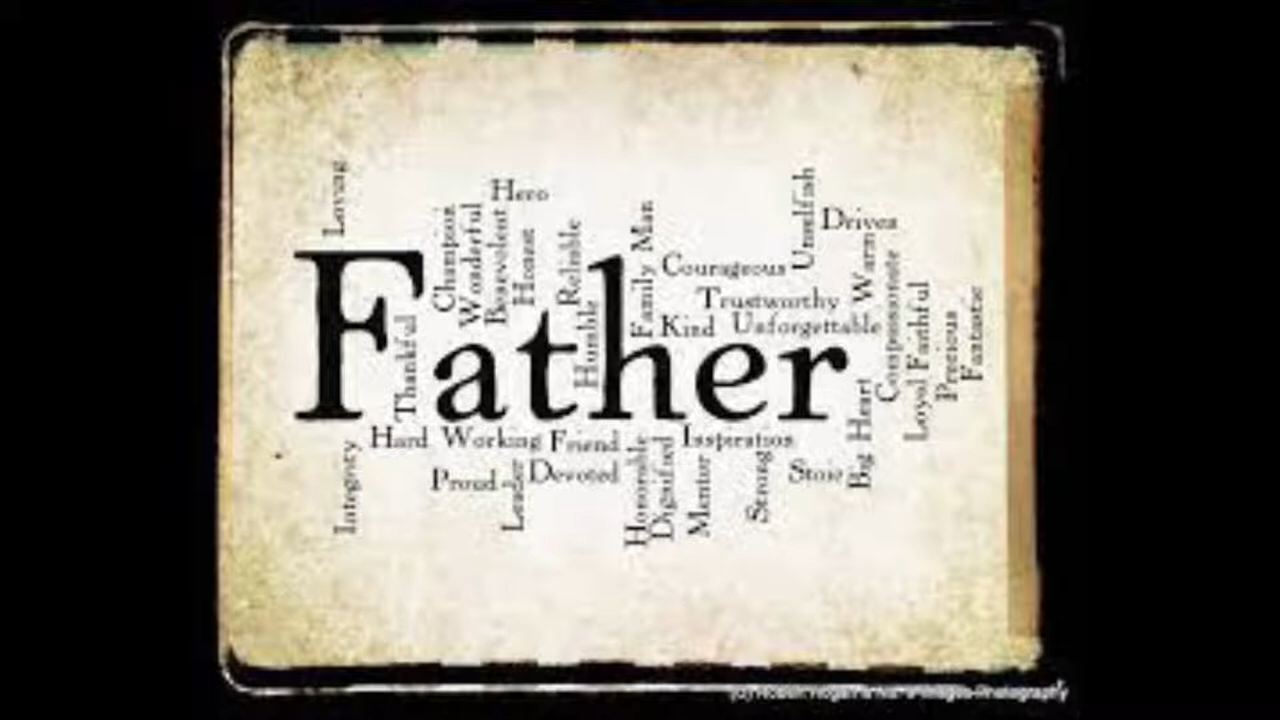 Loving
Hero
Champion
Wonderful
Benevolent
Honest
Reliable
Family Man
Unselfish
Driven
Courageous
Warm
Trustworthy
Kind
Unforgettable
Compassionate
Loyal
Faithful
Precious
Fantastic
Thankful
Humble
Father
Hard Working
Friend
Inspiration
Big Heart
Integrity
Proud
Leader
Devoted
Honorable
Dignified
Mentor
Strong
Stoic
Photography